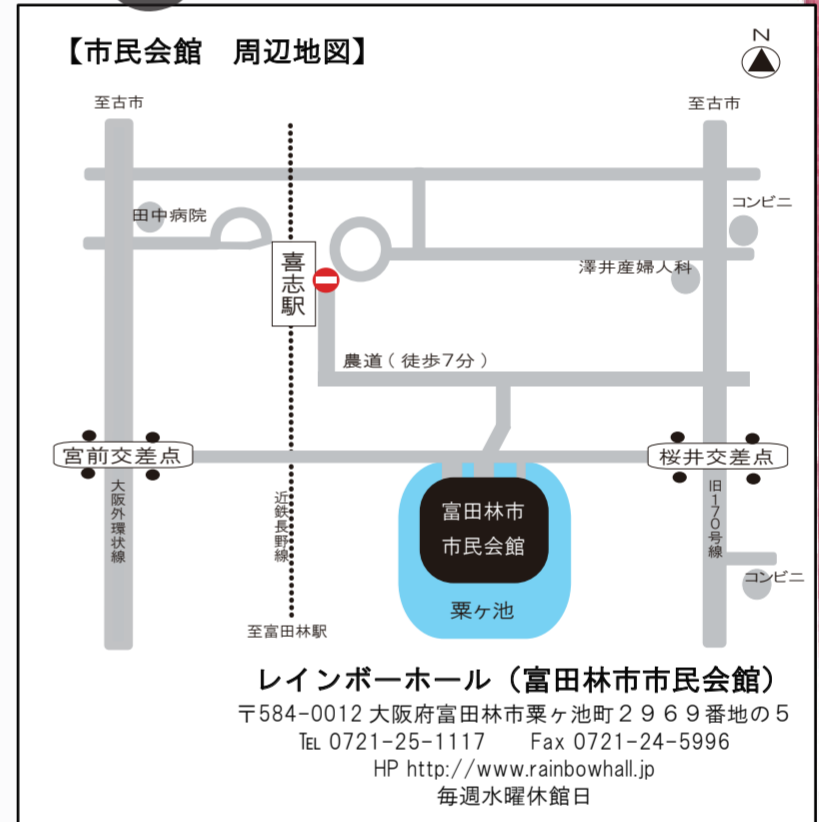 【市民会館　周辺地図】
N
至古市
至古市
田中病院
コンビニ
喜志駅
澤井産婦人科
農道（徒歩7分）
宮前交差点
桜井交差点
大阪外環状線
近鉄長野線
富田林市
市民会館
旧170号線
コンビニ
粟ヶ池
至富田林駅
レインボーホール（富田林市市民会館）
〒584-0012 大阪府富田林市粟ヶ池町２９６９番地の５
℡ 0721-25-1117　Fax 0721-24-5996
HP http://www.rainbowhall.jp
毎週水曜休館日